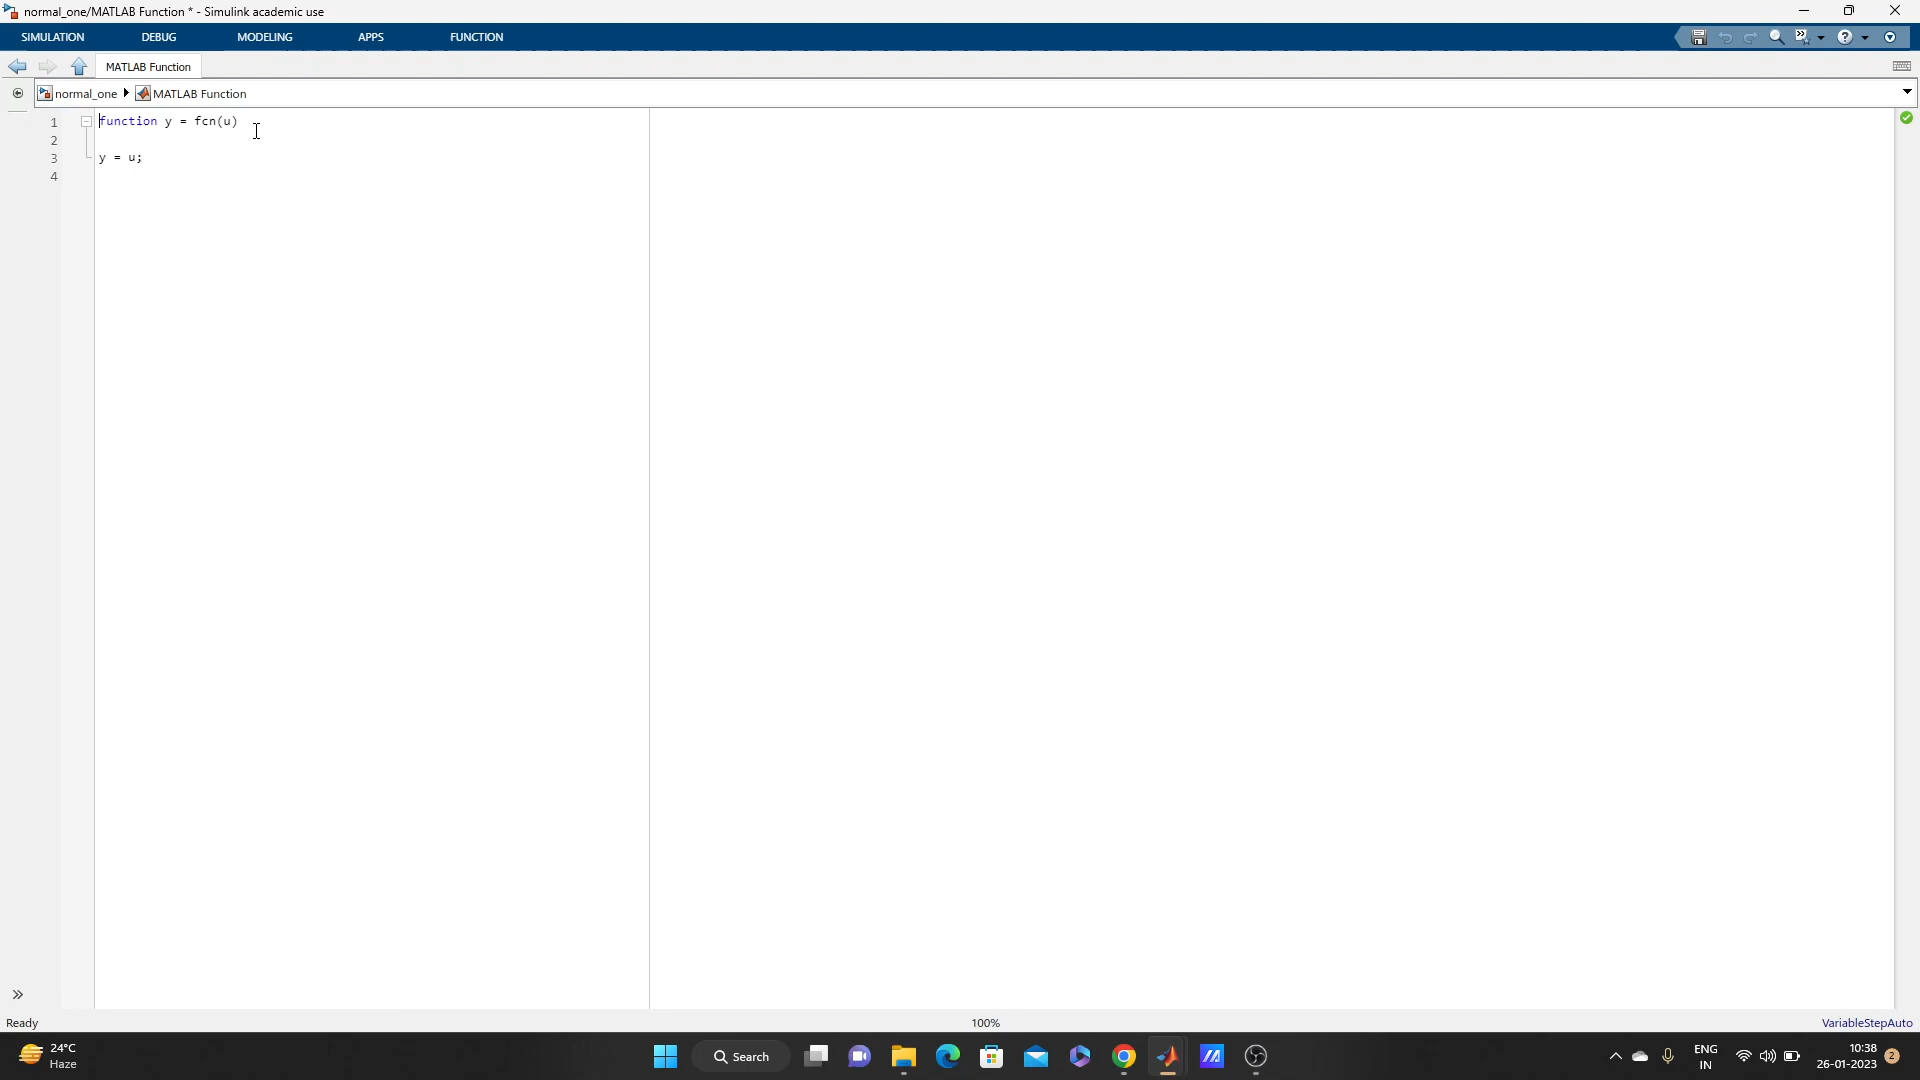 normal_one/MATLAB Function * - Simulink academic use
SIMULATION DEBUG MODELING APPS FUNCTION
MATLAB Function
normal_one MATLAB Function
1 function y = fcn(u)
2
3 y = u;
4
Ready 100% VariableStepAuto
24°C
Haze
Search
ENG
IN
10:38
26-01-2023
2